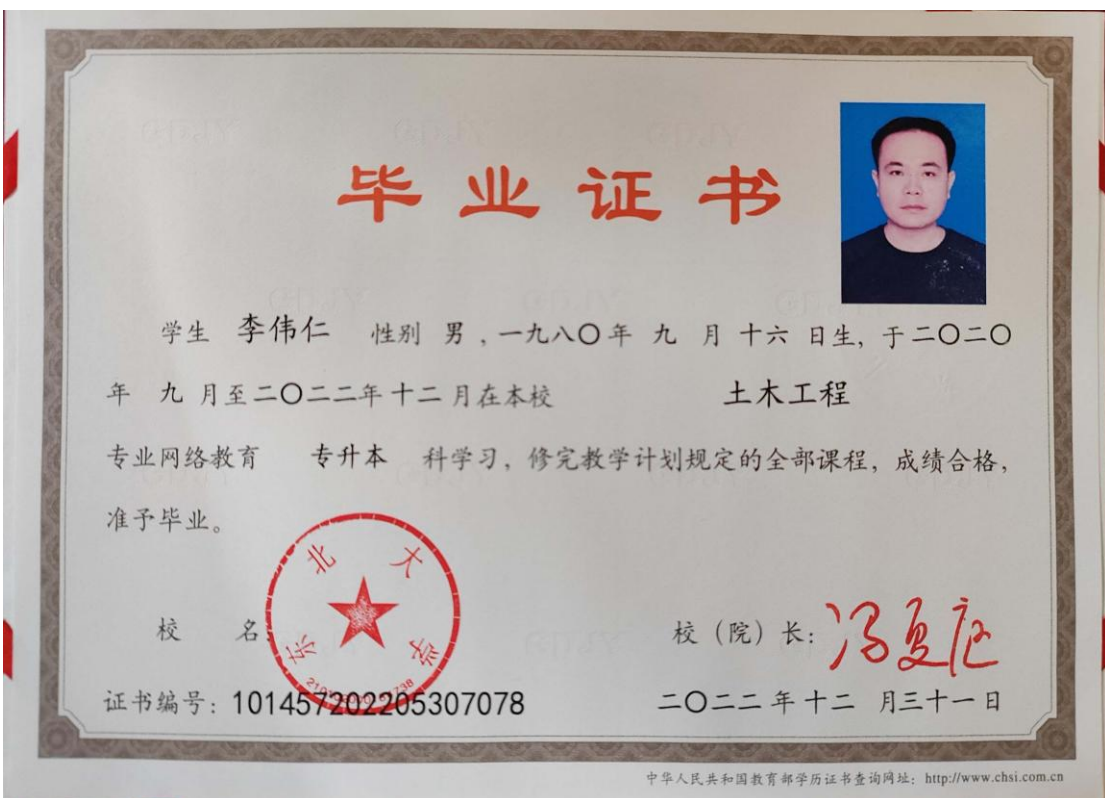 毕业证书
学生 李伟仁 性别 男 ,一九八〇年 九 月 十六 日生, 于二〇二〇
年 九 月至二〇二二年十二月在本校 土木工程
专业网络教育 专升本 科学习, 修完教学计划规定的全部课程, 成绩合格,
准予毕业。
东北大学
校 名: 校（院）长: 冯夏庭
证书编号: 101457202205307078 二〇二二年十二 月三十一日
中华人民共和国教育部学历证书查询网址: http://www.chsi.com.cn